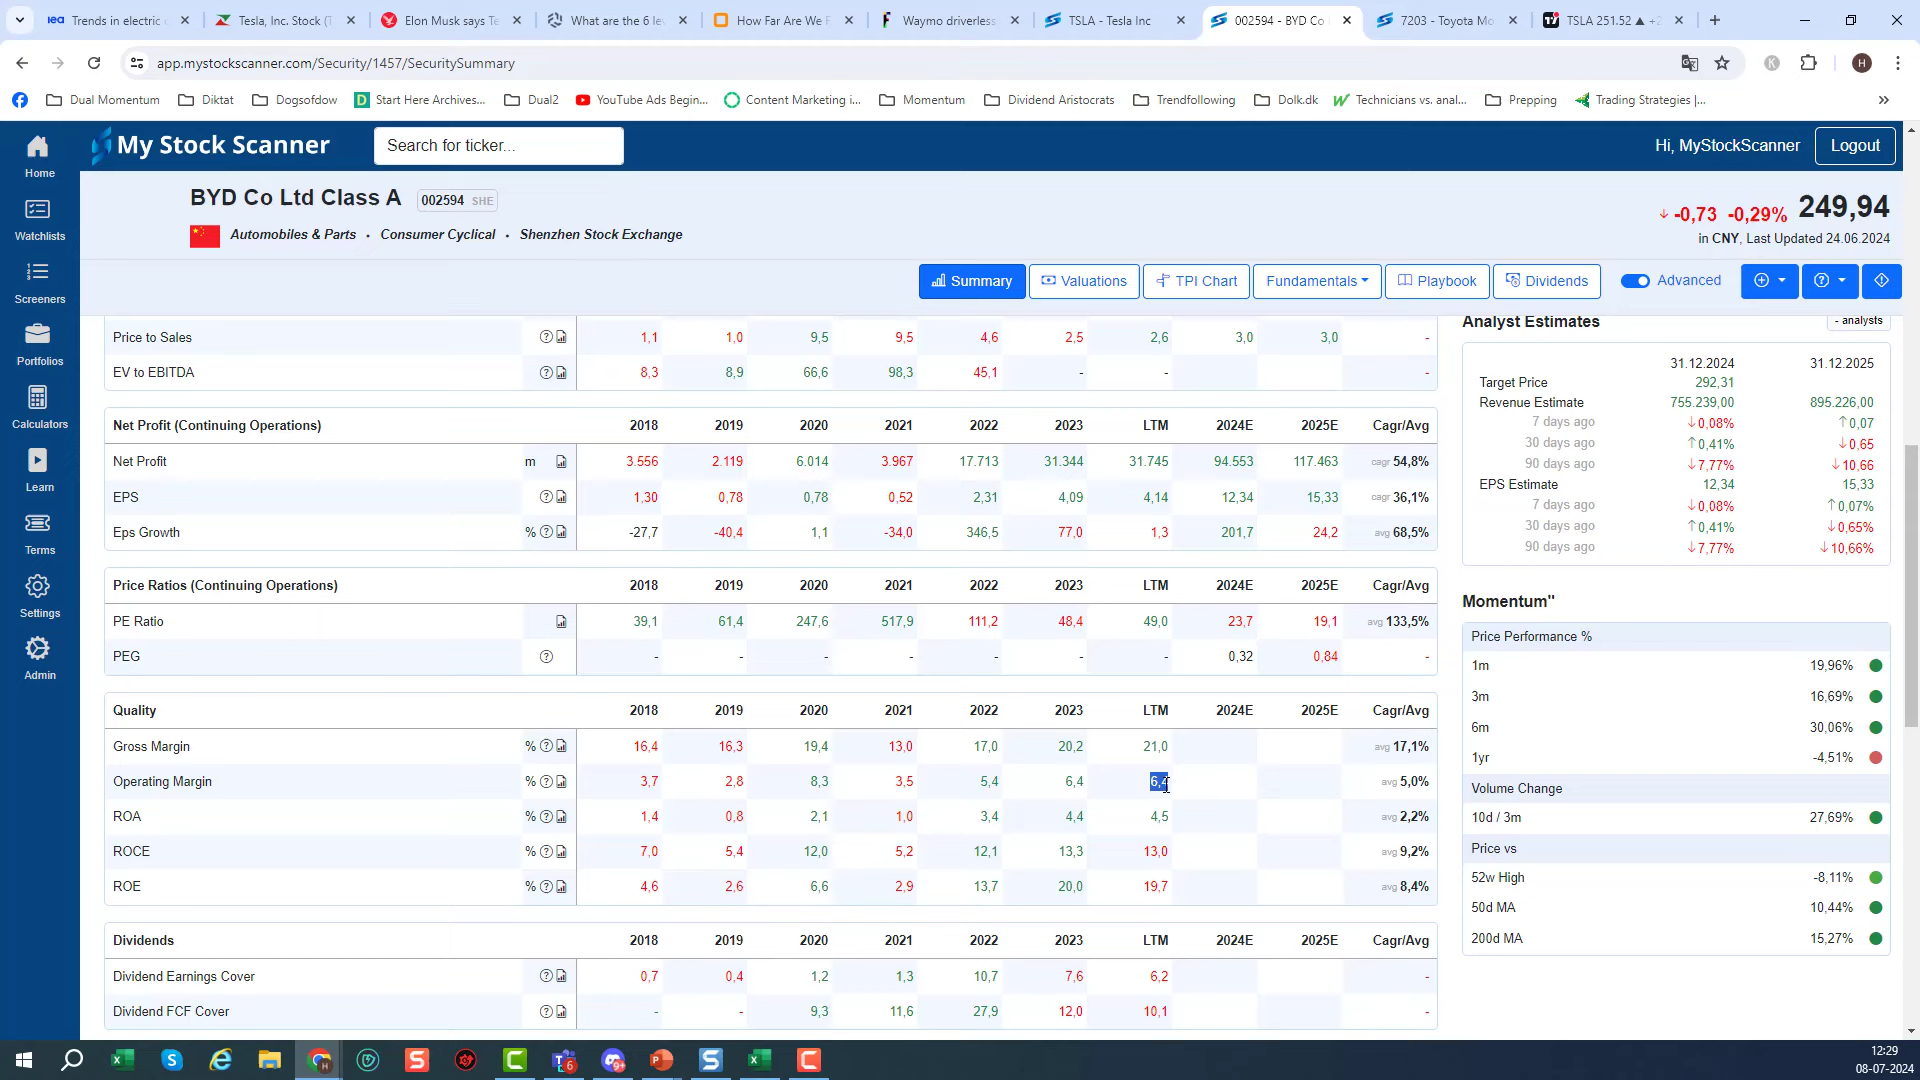 Trends in electric
Tesla, Inc. Stock (T
Elon Musk says Te
What are the 6 le
How Far Are We F
Waymo driverless
TSLA - Tesla Inc
002594 - BYD Co
7203 - Toyota Mo
TSLA 251.52 ▲ +2
app.mystockscanner.com/Security/1457/SecuritySummary
Dual Momentum
Diktat
Dogsofdow
Start Here Archives...
Dual2
YouTube Ads Begin...
Content Marketing i...
Momentum
Dividend Aristocrats
Trendfollowing
Dolk.dk
Technicians vs. anal...
Prepping
Trading Strategies |...
My Stock Scanner
Search for ticker...
Hi, MyStockScanner
Logout
Home
Watchlists
Screeners
Portfolios
Calculators
Learn
Terms
Settings
Admin
BYD Co Ltd Class A 002594 SHE
Automobiles & Parts • Consumer Cyclical • Shenzhen Stock Exchange
↓ -0,73 -0,29% 249,94
in CNY, Last Updated 24.06.2024
Summary
Valuations
TPI Chart
Fundamentals
Playbook
Dividends
Advanced
Price to Sales 1,1 1,0 9,5 9,5 4,6 2,5 2,6 3,0 3,0 -
EV to EBITDA 8,3 8,9 66,6 98,3 45,1 - - -
Net Profit (Continuing Operations) 2018 2019 2020 2021 2022 2023 LTM 2024E 2025E Cagr/Avg
Net Profit m 3.556 2.119 6.014 3.967 17.713 31.344 31.745 94.553 117.463 cagr 54,8%
EPS 1,30 0,78 0,78 0,52 2,31 4,09 4,14 12,34 15,33 cagr 36,1%
Eps Growth % -27,7 -40,4 1,1 -34,0 346,5 77,0 1,3 201,7 24,2 avg 68,5%
Price Ratios (Continuing Operations) 2018 2019 2020 2021 2022 2023 LTM 2024E 2025E Cagr/Avg
PE Ratio 39,1 61,4 247,6 517,9 111,2 48,4 49,0 23,7 19,1 avg 133,5%
PEG - - - - - - - 0,32 0,84 -
Quality 2018 2019 2020 2021 2022 2023 LTM 2024E 2025E Cagr/Avg
Gross Margin % 16,4 16,3 19,4 13,0 17,0 20,2 21,0 avg 17,1%
Operating Margin % 3,7 2,8 8,3 3,5 5,4 6,4 6,4 avg 5,0%
ROA % 1,4 0,8 2,1 1,0 3,4 4,4 4,5 avg 2,2%
ROCE % 7,0 5,4 12,0 5,2 12,1 13,3 13,0 avg 9,2%
ROE % 4,6 2,6 6,6 2,9 13,7 20,0 19,7 avg 8,4%
Dividends 2018 2019 2020 2021 2022 2023 LTM 2024E 2025E Cagr/Avg
Dividend Earnings Cover 0,7 0,4 1,2 1,3 10,7 7,6 6,2 -
Dividend FCF Cover - - 9,3 11,6 27,9 12,0 10,1 -
Analyst Estimates - analysts
31.12.2024 31.12.2025
Target Price 292,31
Revenue Estimate 755.239,00 895.226,00
7 days ago ↓0,08% ↑0,07
30 days ago ↑0,41% ↓0,65
90 days ago ↓7,77% ↓10,66
EPS Estimate 12,34 15,33
7 days ago ↓0,08% ↑0,07%
30 days ago ↑0,41% ↓0,65%
90 days ago ↓7,77% ↓10,66%
Momentum"
Price Performance %
1m 19,96%
3m 16,69%
6m 30,06%
1yr -4,51%
Volume Change
10d / 3m 27,69%
Price vs
52w High -8,11%
50d MA 10,44%
200d MA 15,27%
12:29
08-07-2024